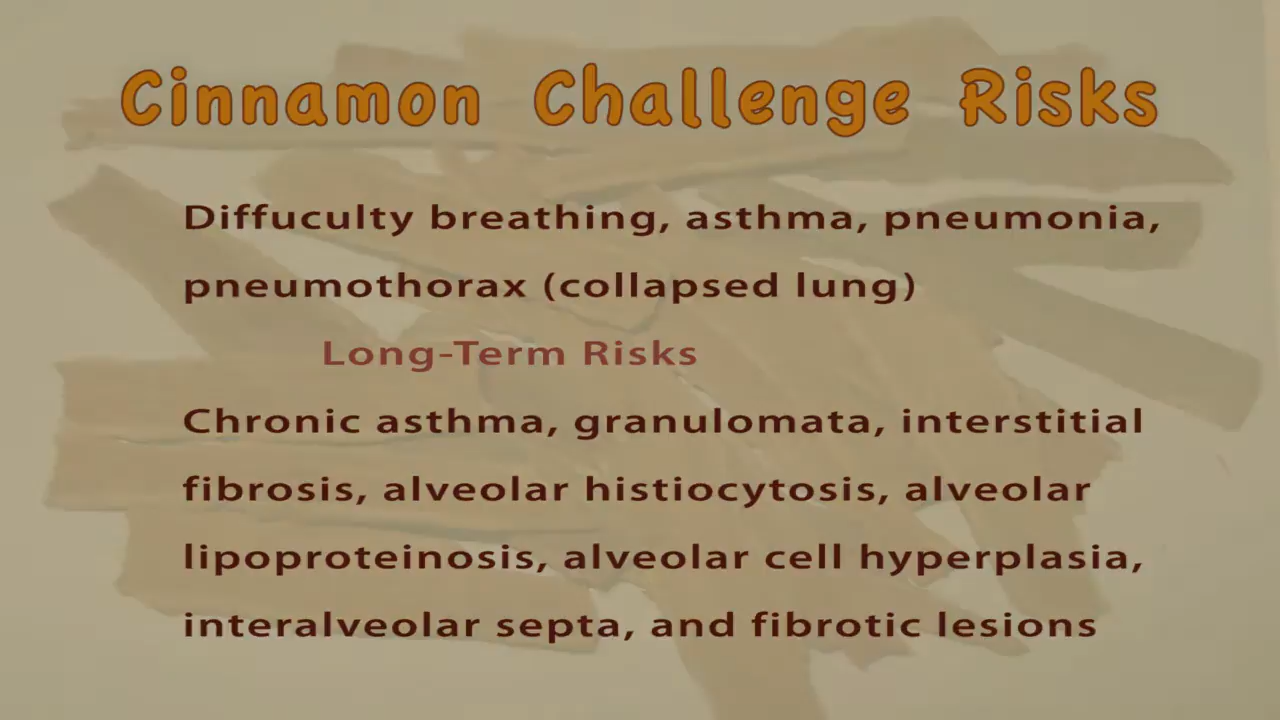 Cinnamon Challenge Risks
Diffuculty breathing, asthma, pneumonia,
pneumothorax (collapsed lung)
Long-Term Risks
Chronic asthma, granulomata, interstitial
fibrosis, alveolar histiocytosis, alveolar
lipoproteinosis, alveolar cell hyperplasia,
interalveolar septa, and fibrotic lesions